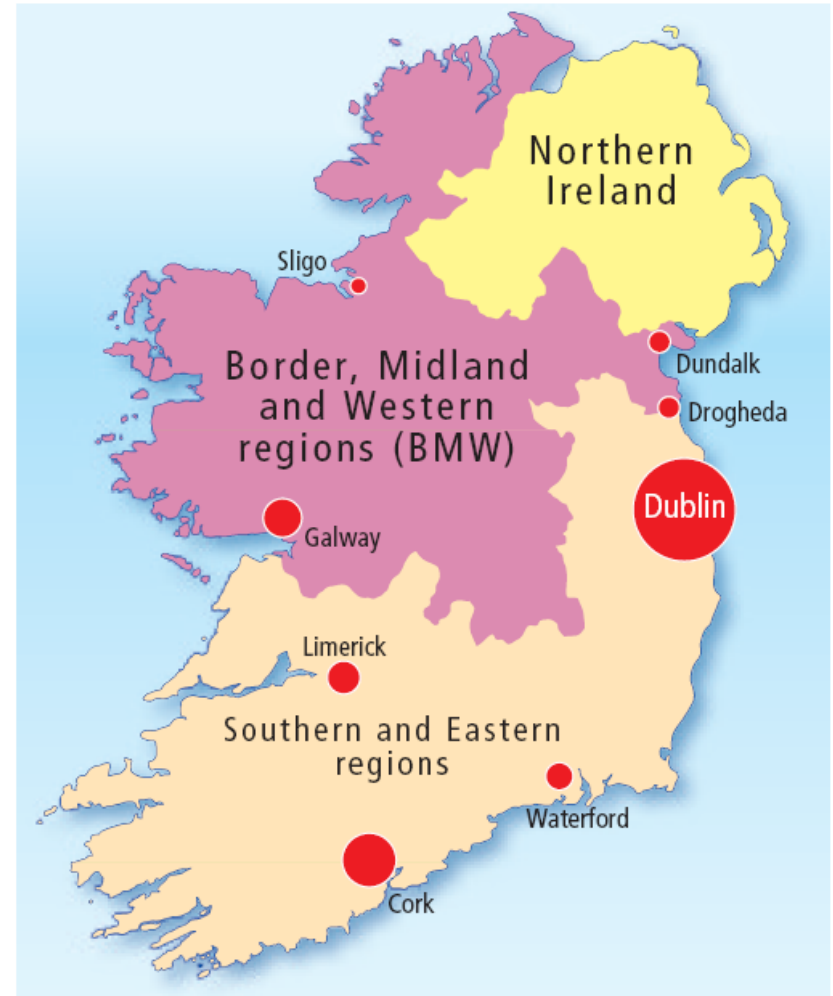 Northern
Ireland
Sligo
Border, Midland
and Western
regions (BMW)
Dundalk
Drogheda
Dublin
Galway
Limerick
Southern and Eastern
regions
Waterford
Cork